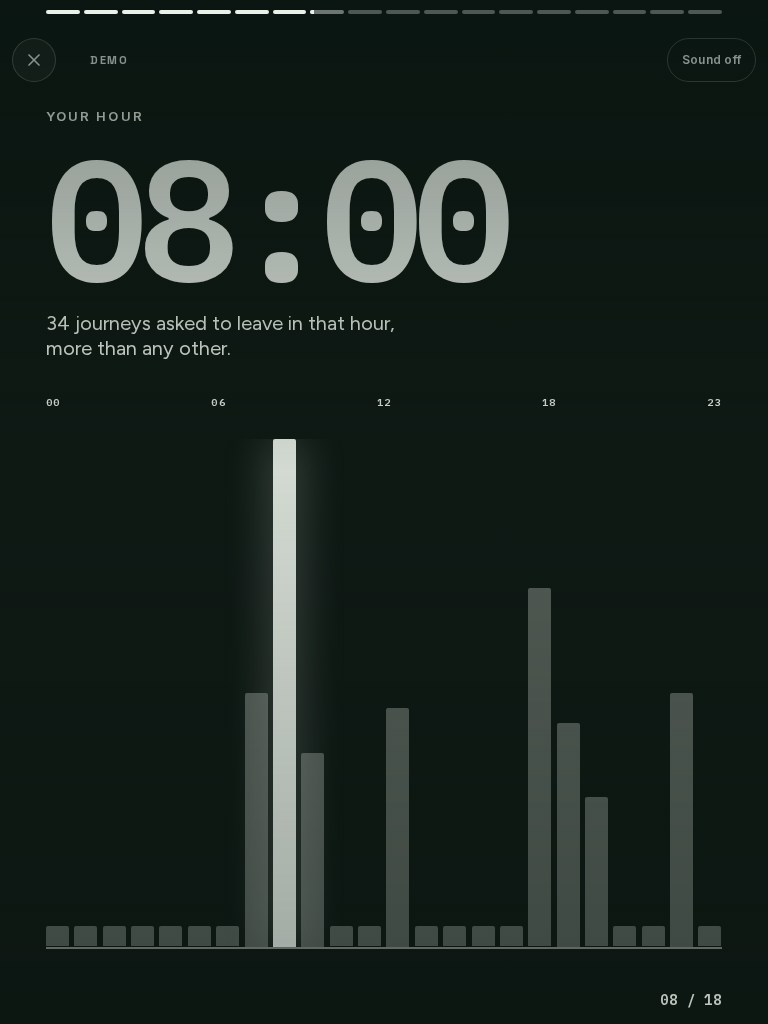 DEMO
Sound off
YOUR HOUR
08:00
34 journeys asked to leave in that hour,
more than any other.
00 06 12 18 23
08 / 18